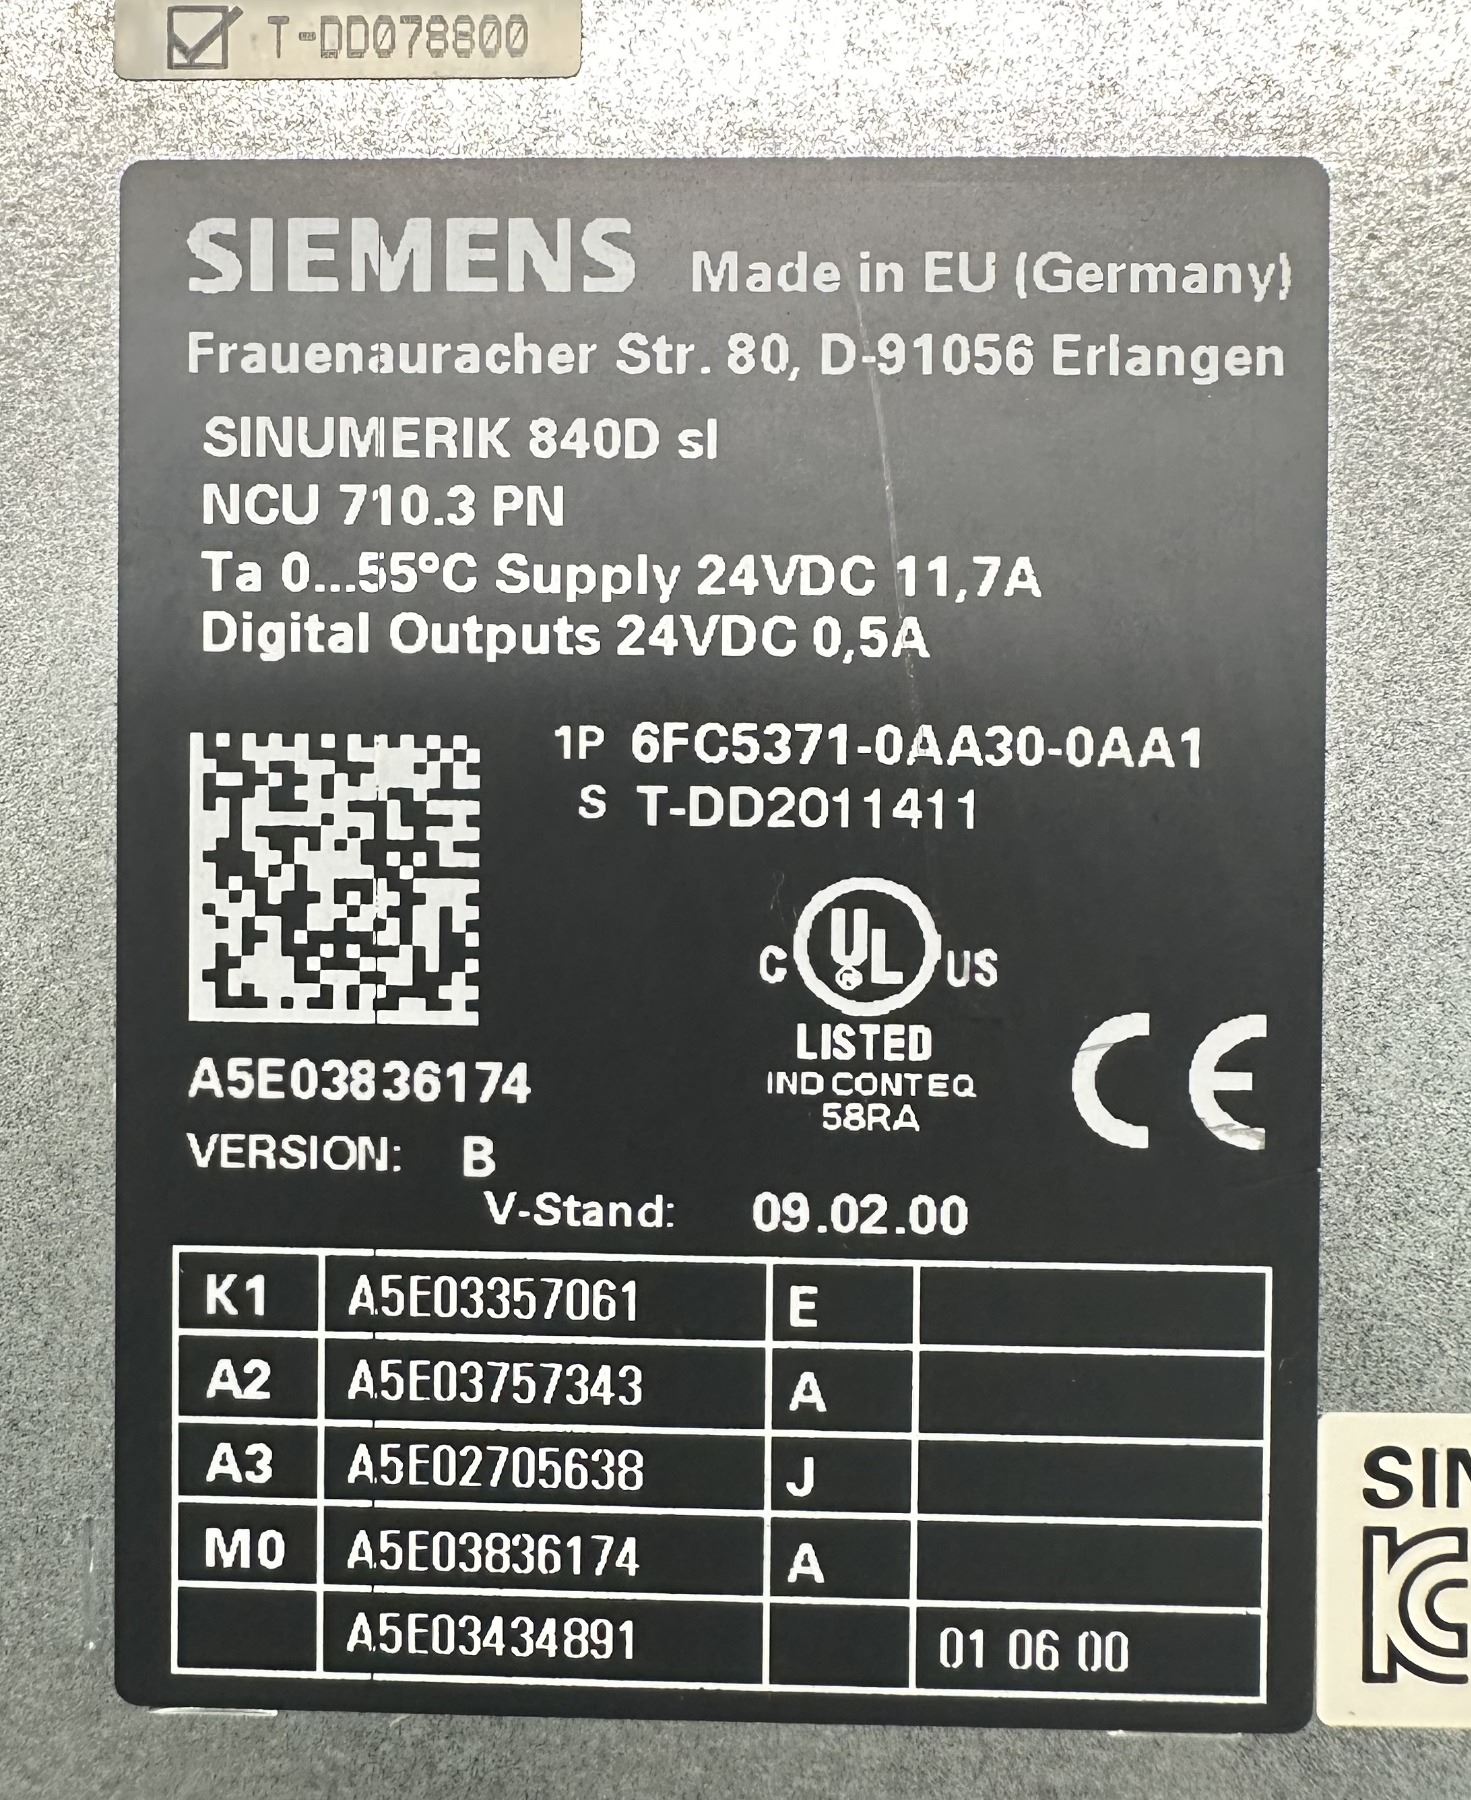 T-DD078800
SIEMENS Made in EU (Germany)
Frauenauracher Str. 80, D-91056 Erlangen
SINUMERIK 840D sl
NCU 710.3 PN
Ta 0...55°C Supply 24VDC 11,7A
Digital Outputs 24VDC 0,5A
1P 6FC5371-0AA30-0AA1
S T-DD2011411
C UL US
®
LISTED
IND CONT EQ
58RA
CE
A5E03836174
VERSION: B
V-Stand: 09.02.00
K1 A5E03357061 E
A2 A5E03757343 A
A3 A5E02705638 J
M0 A5E03836174 A
A5E03434891 01 06 00
SIN
KC